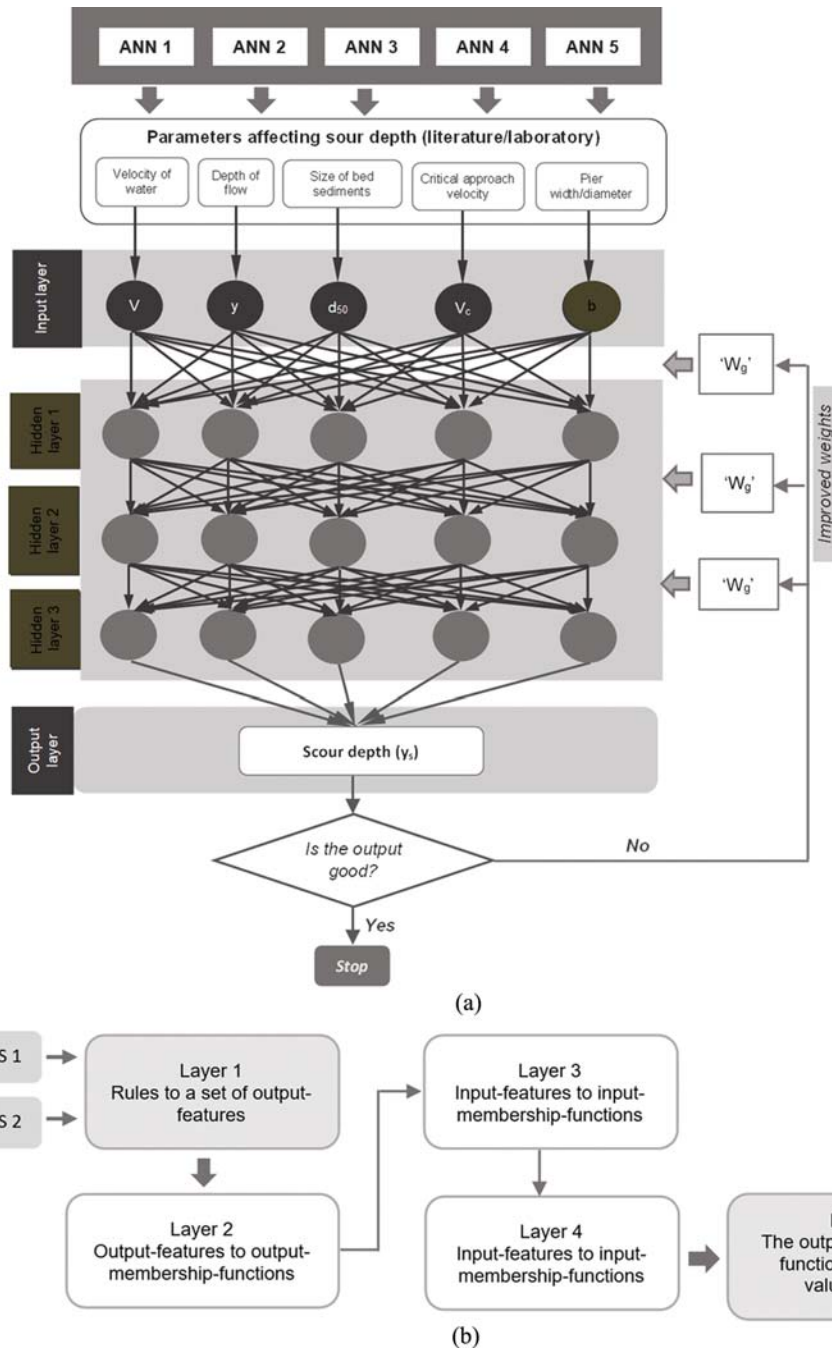 ANN 1 ANN 2 ANN 3 ANN 4 ANN 5
Parameters affecting sour depth (literature/laboratory)
Velocity of
water
Depth of
flow
Size of bed
sediments
Critical approach
velocity
Pier
width/diameter
Input layer
V y d50 Vc b
'Wg'
Hidden
layer 1
Hidden
layer 2
'Wg'
Improved weights
Hidden
layer 3
'Wg'
Output
layer
Scour depth (ys)
Is the output
good?
No
Yes
Stop
(a)
S 1
S 2
Layer 1
Rules to a set of output-
features
Layer 2
Output-features to output-
membership-functions
Layer 3
Input-features to input-
membership-functions
Layer 4
Input-features to input-
membership-functions
The output
function
valu
(b)